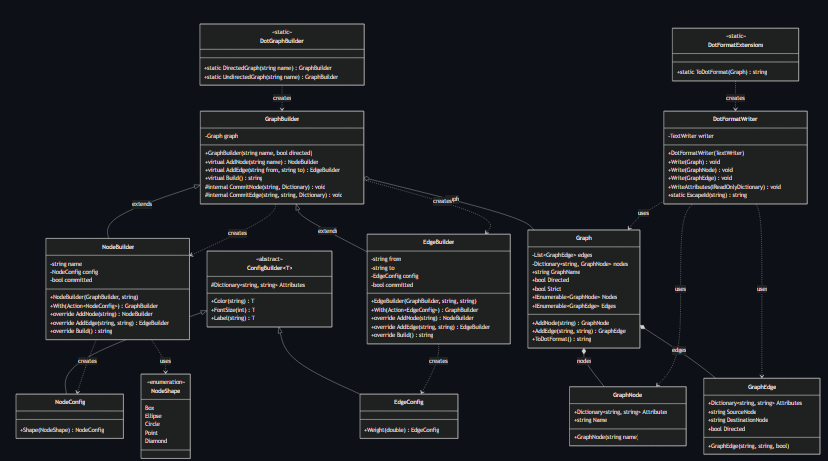 «static»
DotGraphBuilder
+static DirectedGraph(string name) : GraphBuilder
+static UndirectedGraph(string name) : GraphBuilder
«static»
DotFormatExtensions
+static ToDotFormat(Graph) : string
creates
creates
GraphBuilder
-Graph graph
+GraphBuilder(string name, bool directed)
+virtual AddNode(string name) : NodeBuilder
+virtual AddEdge(string from, string to) : EdgeBuilder
+virtual Build() : string
#internal CommitNode(string, Dictionary) : void
#internal CommitEdge(string, string, Dictionary) : void
DotFormatWriter
-TextWriter writer
+DotFormatWriter(TextWriter)
+Write(Graph) : void
+Write(GraphNode) : void
+Write(GraphEdge) : void
+WriteAttributes(IReadOnlyDictionary) : void
+static EscapeId(string) : string
extends
creates
extends
creates
uses
uses
uses
NodeBuilder
-string name
-NodeConfig config
-bool committed
+NodeBuilder(GraphBuilder, string)
+With(Action<NodeConfig>) : GraphBuilder
+override AddNode(string) : NodeBuilder
+override AddEdge(string, string) : EdgeBuilder
+override Build() : string
«abstract»
ConfigBuilder<T>
#Dictionary<string, string> Attributes
+Color(string) : T
+FontSize(int) : T
+Label(string) : T
EdgeBuilder
-string from
-string to
-EdgeConfig config
-bool committed
+EdgeBuilder(GraphBuilder, string, string)
+With(Action<EdgeConfig>) : GraphBuilder
+override AddNode(string) : NodeBuilder
+override AddEdge(string, string) : EdgeBuilder
+override Build() : string
Graph
-List<GraphEdge> edges
-Dictionary<string, GraphNode> nodes
+string GraphName
+bool Directed
+bool Strict
+IEnumerable<GraphNode> Nodes
+IEnumerable<GraphEdge> Edges
+AddNode(string) : GraphNode
+AddEdge(string, string) : GraphEdge
+ToDotFormat() : string
creates
uses
creates
nodes
edges
NodeConfig
+Shape(NodeShape) : NodeConfig
«enumeration»
NodeShape
Box
Ellipse
Circle
Point
Diamond
EdgeConfig
+Weight(double) : EdgeConfig
GraphNode
+Dictionary<string, string> Attributes
+string Name
+GraphNode(string name)
GraphEdge
+Dictionary<string, string> Attributes
+string SourceNode
+string DestinationNode
+bool Directed
+GraphEdge(string, string, bool)